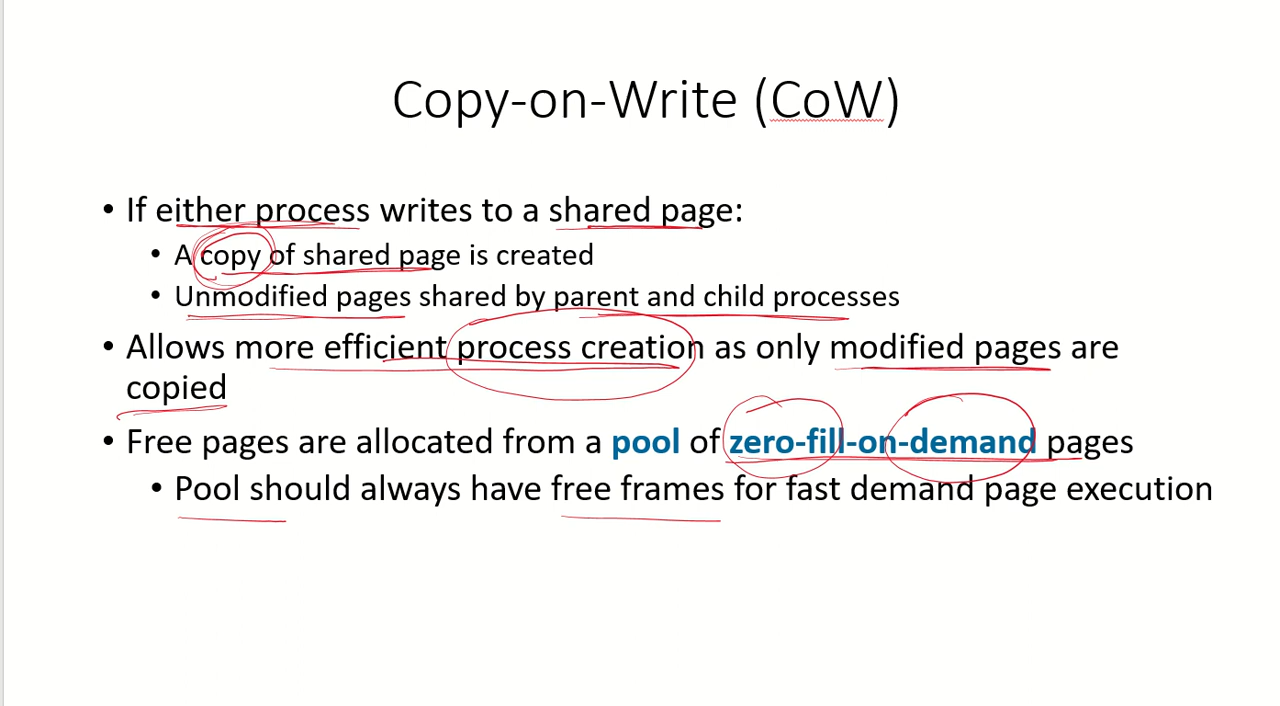 Copy-on-Write (CoW)
• If either process writes to a shared page:
• A copy of shared page is created
• Unmodified pages shared by parent and child processes
• Allows more efficient process creation as only modified pages are
copied
• Free pages are allocated from a pool of zero-fill-on-demand pages
• Pool should always have free frames for fast demand page execution